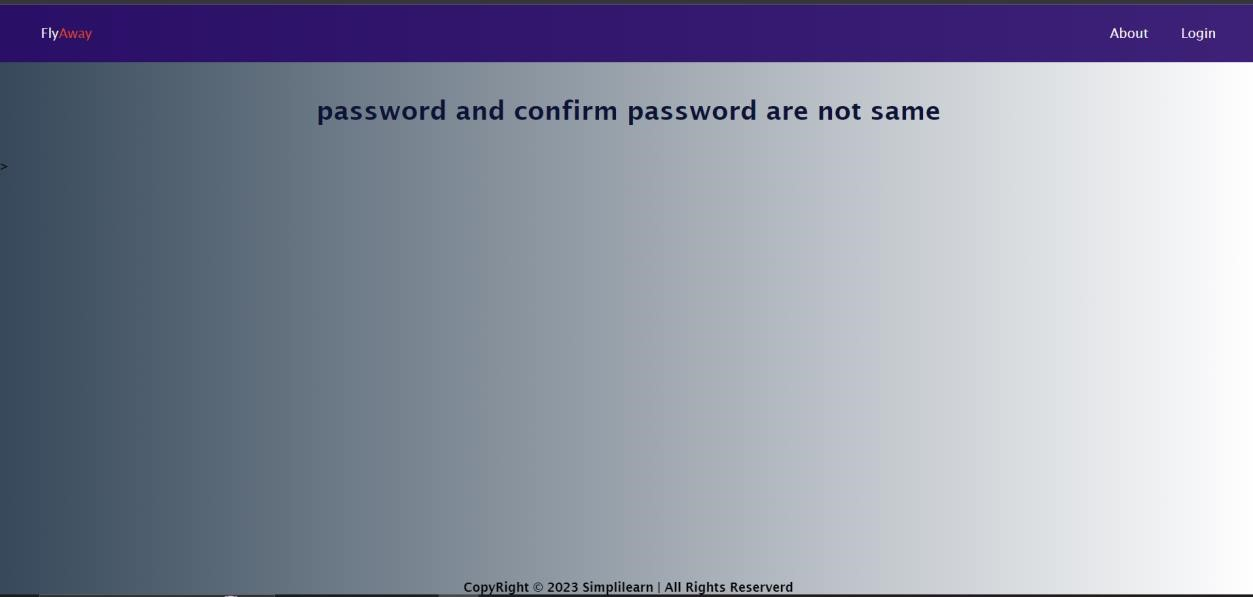 FlyAway About Login
password and confirm password are not same
>
CopyRight © 2023 Simplilearn | All Rights Reserverd